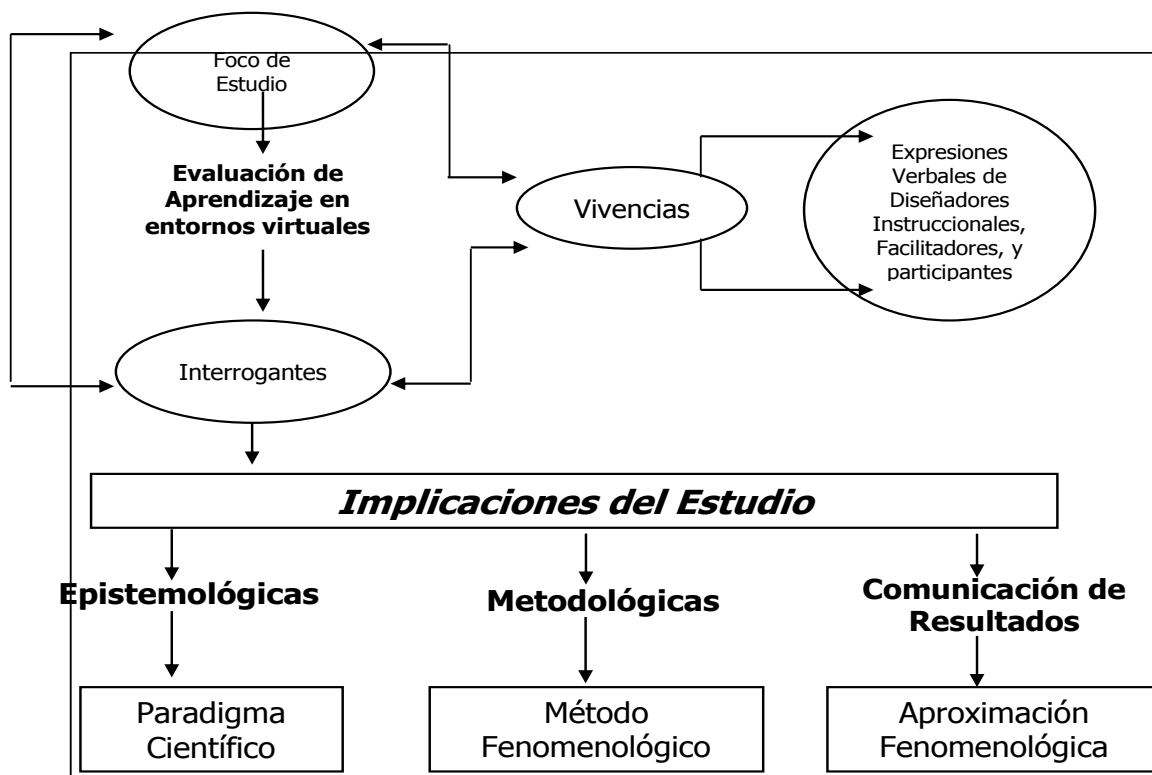 Foco de
Estudio
Evaluación de
Aprendizaje en
entornos virtuales
Vivencias
Expresiones
Verbales de
Diseñadores
Instruccionales,
Facilitadores, y
participantes
Interrogantes
Implicaciones del Estudio
Epistemológicas
Metodológicas
Comunicación de
Resultados
Paradigma
Científico
Método
Fenomenológico
Aproximación
Fenomenológica